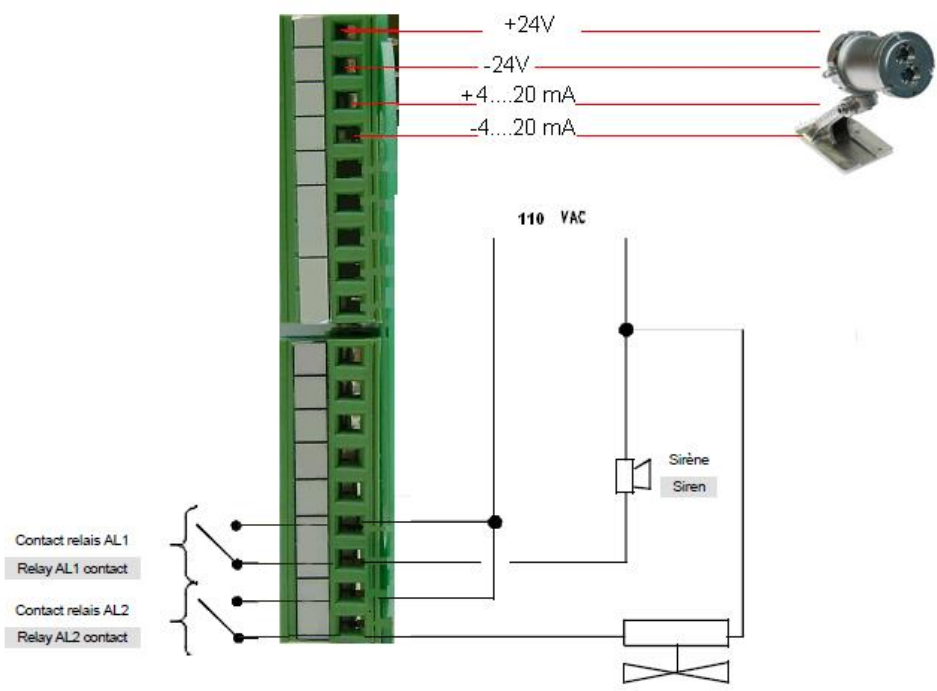 +24V
-24V
+4....20 mA
-4....20 mA
110 VAC
Sirène
Siren
Contact relais AL1
Relay AL1 contact
Contact relais AL2
Relay AL2 contact